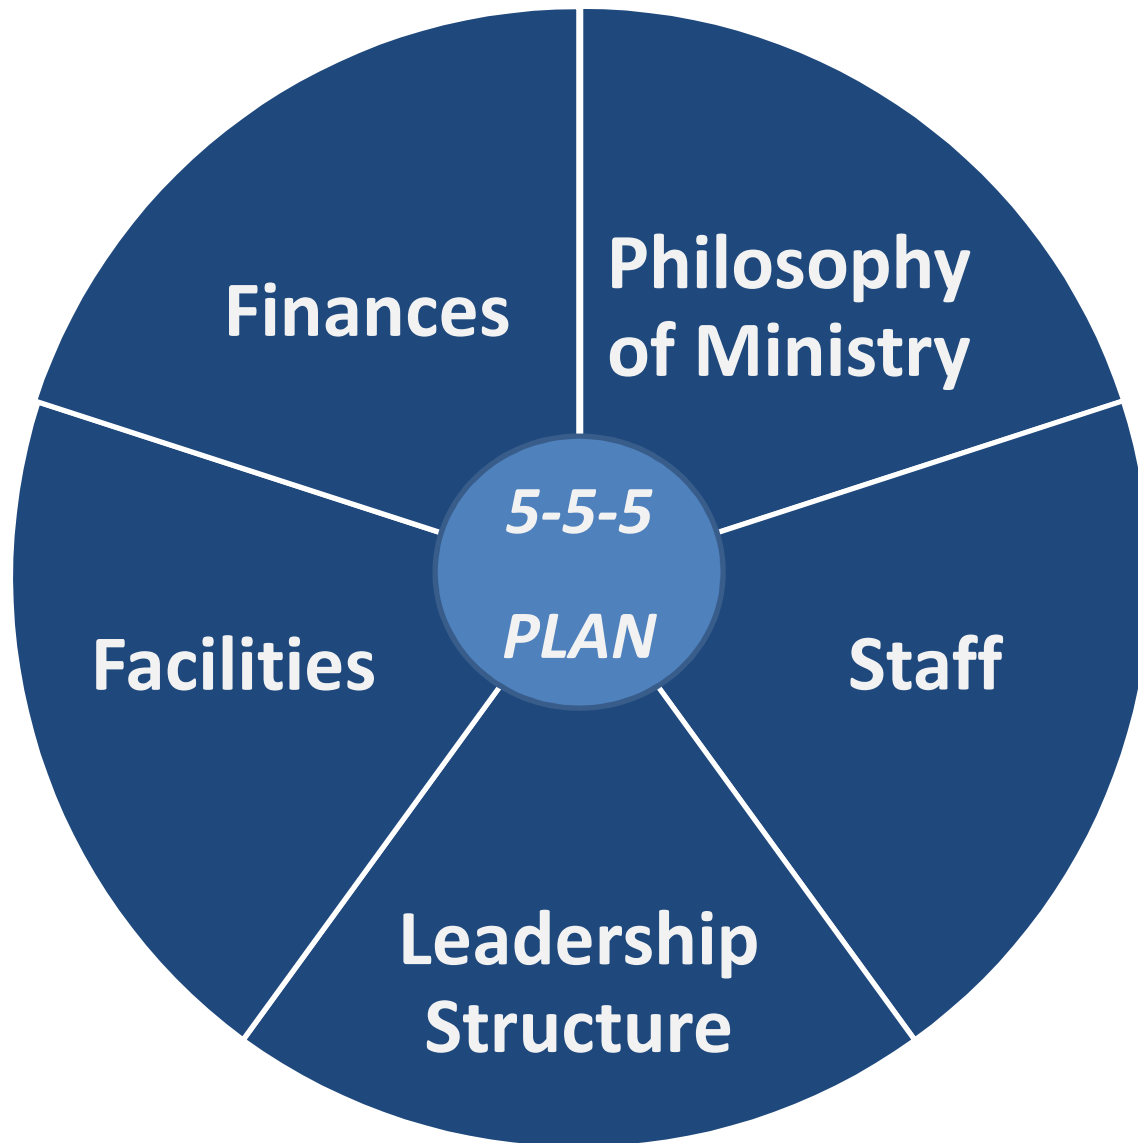 Finances
Philosophy
of Ministry
5-5-5
PLAN
Facilities
Staff
Leadership
Structure